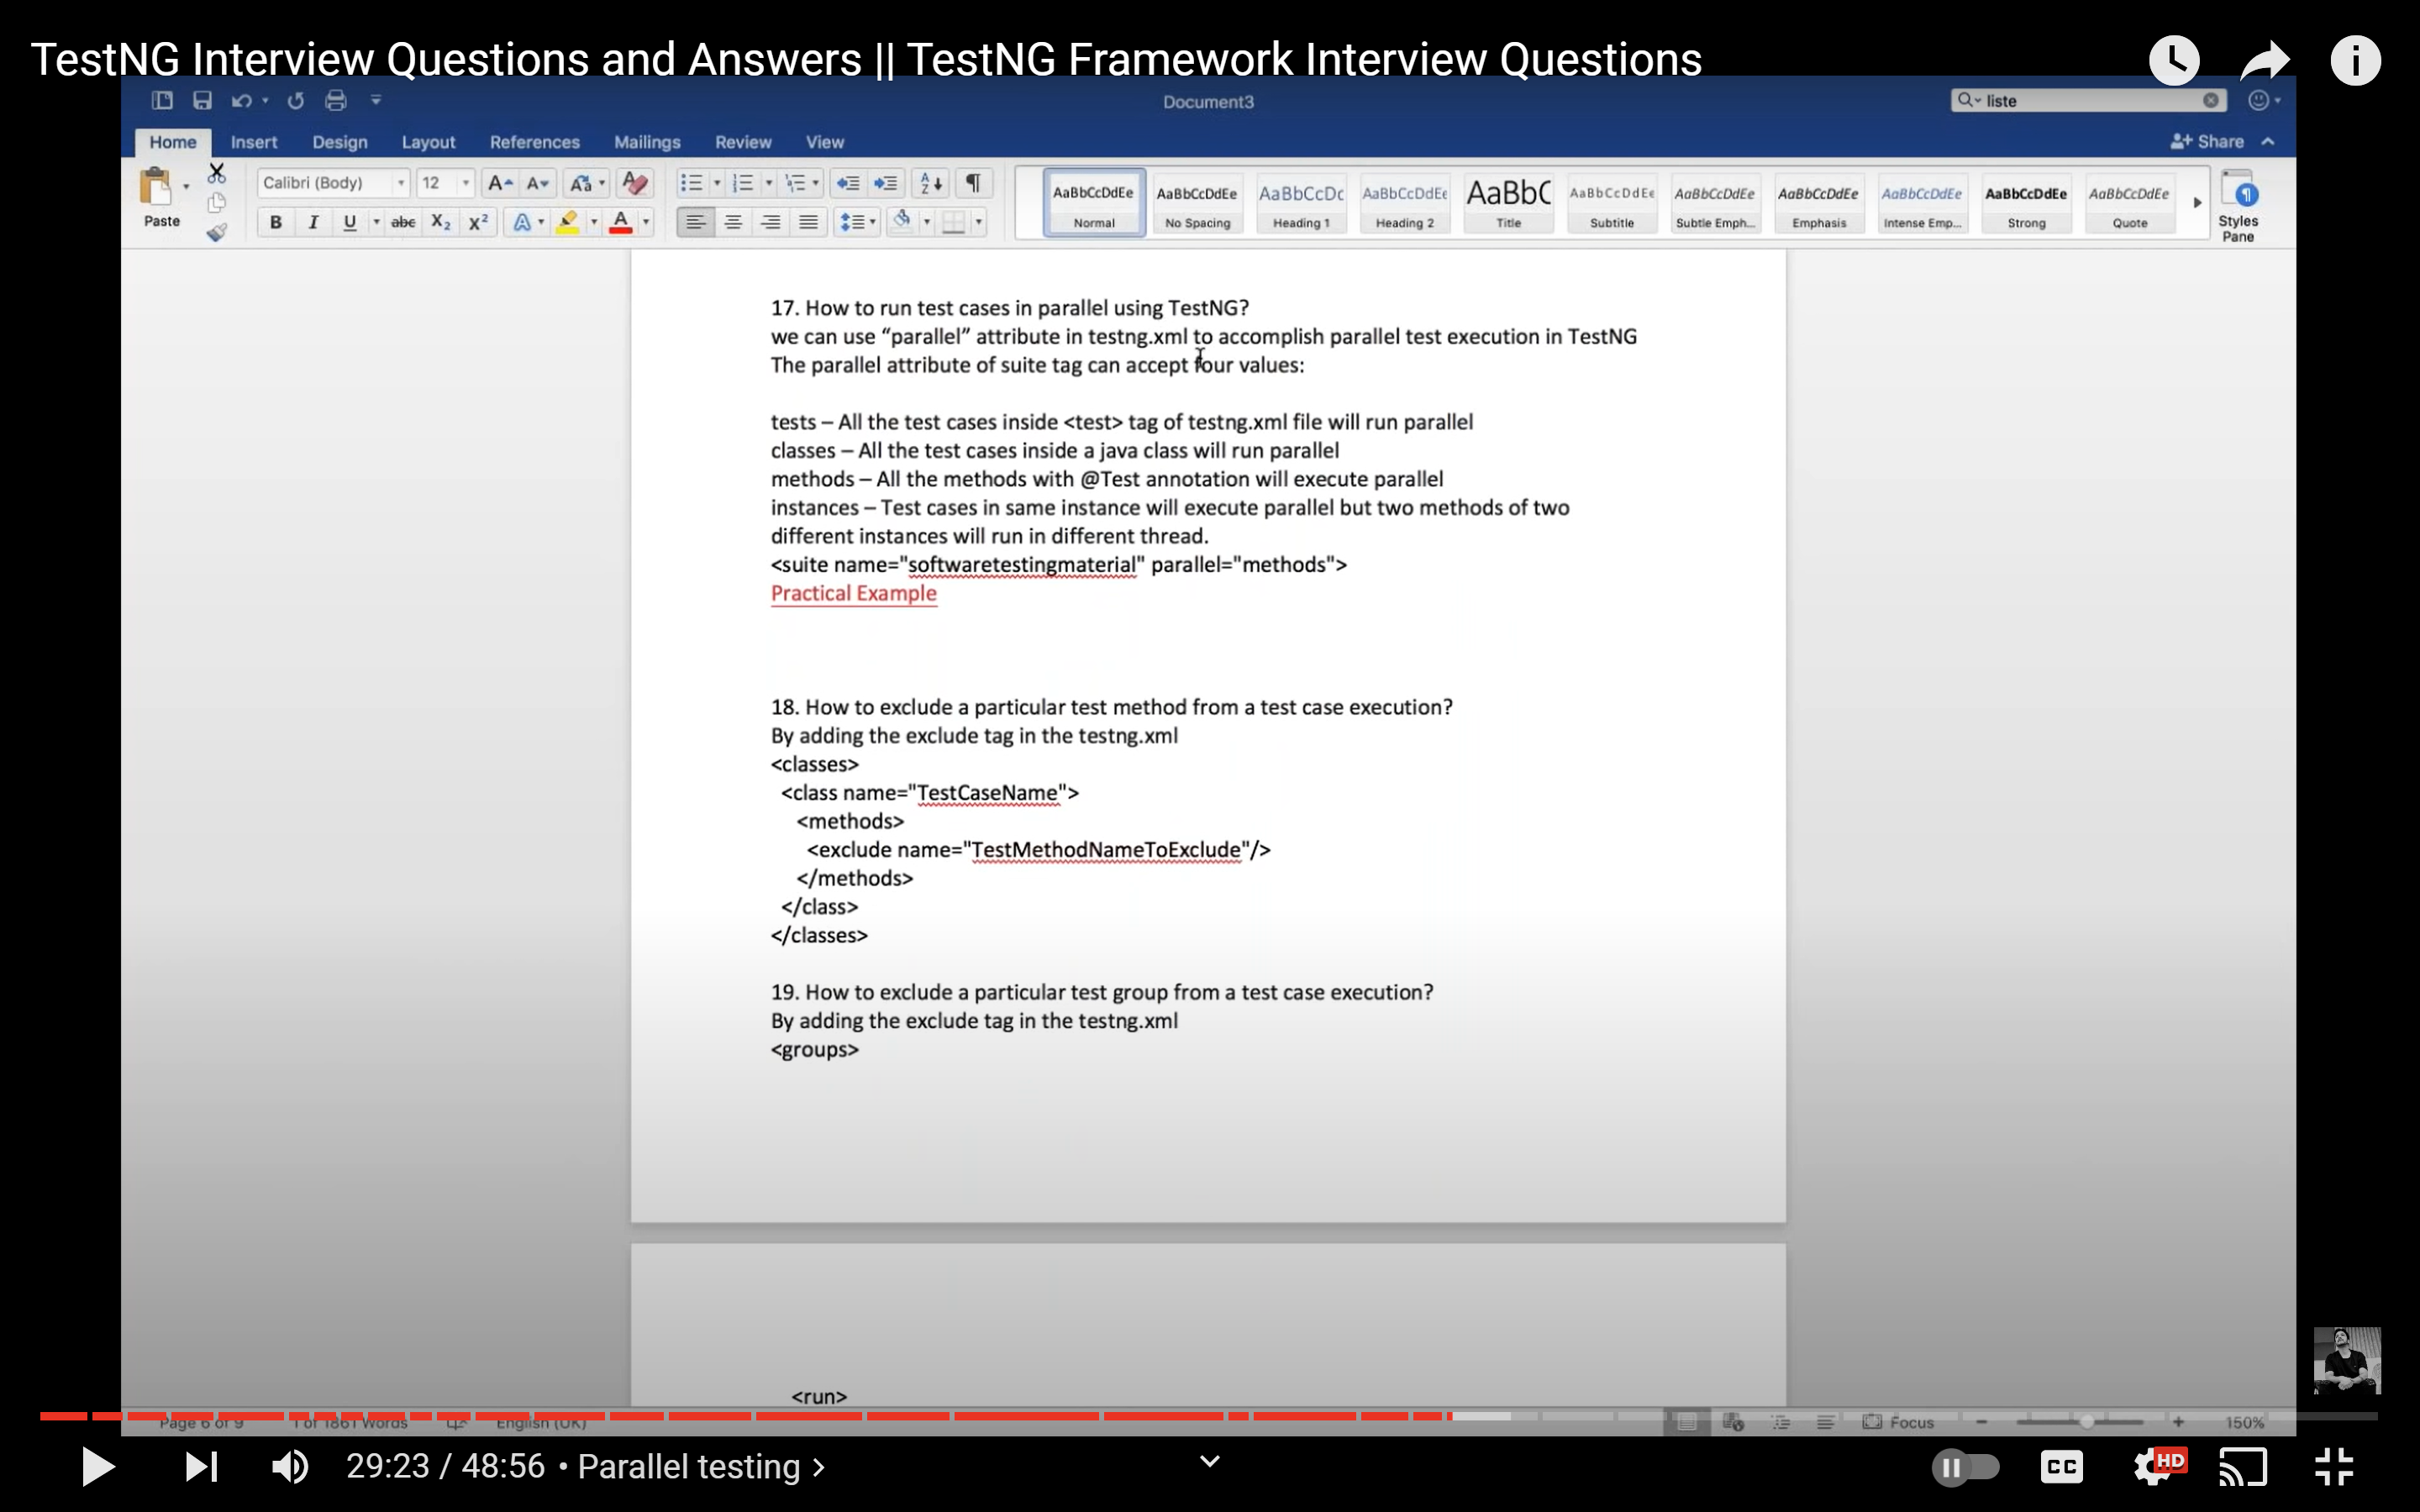 TestNG Interview Questions and Answers || TestNG Framework Interview Questions
Document3
liste
Home Insert Design Layout References Mailings Review View
Share
Paste
Calibri (Body) 12
AaBbCcDdEe AaBbCcDdEe AaBbCcDc AaBbCcDdEe AaBbC AaBbCcDdEe AaBbCcDdEe AaBbCcDdEe AaBbCcDdEe AaBbCcDdEe AaBbCcDdEe
Normal No Spacing Heading 1 Heading 2 Title Subtitle Subtle Emph... Emphasis Intense Emp... Strong Quote
Styles
Pane
17. How to run test cases in parallel using TestNG?
we can use “parallel” attribute in testng.xml to accomplish parallel test execution in TestNG
The parallel attribute of suite tag can accept four values:
tests – All the test cases inside <test> tag of testng.xml file will run parallel
classes – All the test cases inside a java class will run parallel
methods – All the methods with @Test annotation will execute parallel
instances – Test cases in same instance will execute parallel but two methods of two
different instances will run in different thread.
<suite name="softwaretestingmaterial" parallel="methods">
Practical Example
18. How to exclude a particular test method from a test case execution?
By adding the exclude tag in the testng.xml
<classes>
<class name="TestCaseName">
<methods>
<exclude name="TestMethodNameToExclude"/>
</methods>
</class>
</classes>
19. How to exclude a particular test group from a test case execution?
By adding the exclude tag in the testng.xml
<groups>
<run>
Page 6 of 9 1 of 1861 Words English (UK) Focus 150%
29:23 / 48:56 • Parallel testing
CC HD